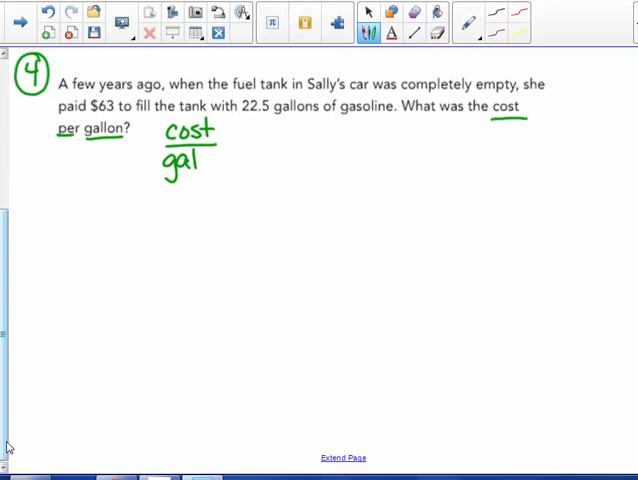 4
A few years ago, when the fuel tank in Sally's car was completely empty, she
paid $63 to fill the tank with 22.5 gallons of gasoline. What was the cost
per gallon?
cost
gal
Extend Page